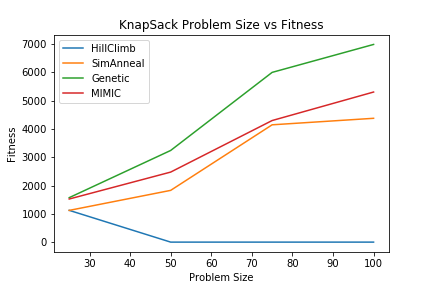 KnapSack Problem Size vs Fitness
HillClimb
SimAnneal
Genetic
MIMIC
Fitness
7000
6000
5000
4000
3000
2000
1000
0
30 40 50 60 70 80 90 100
Problem Size